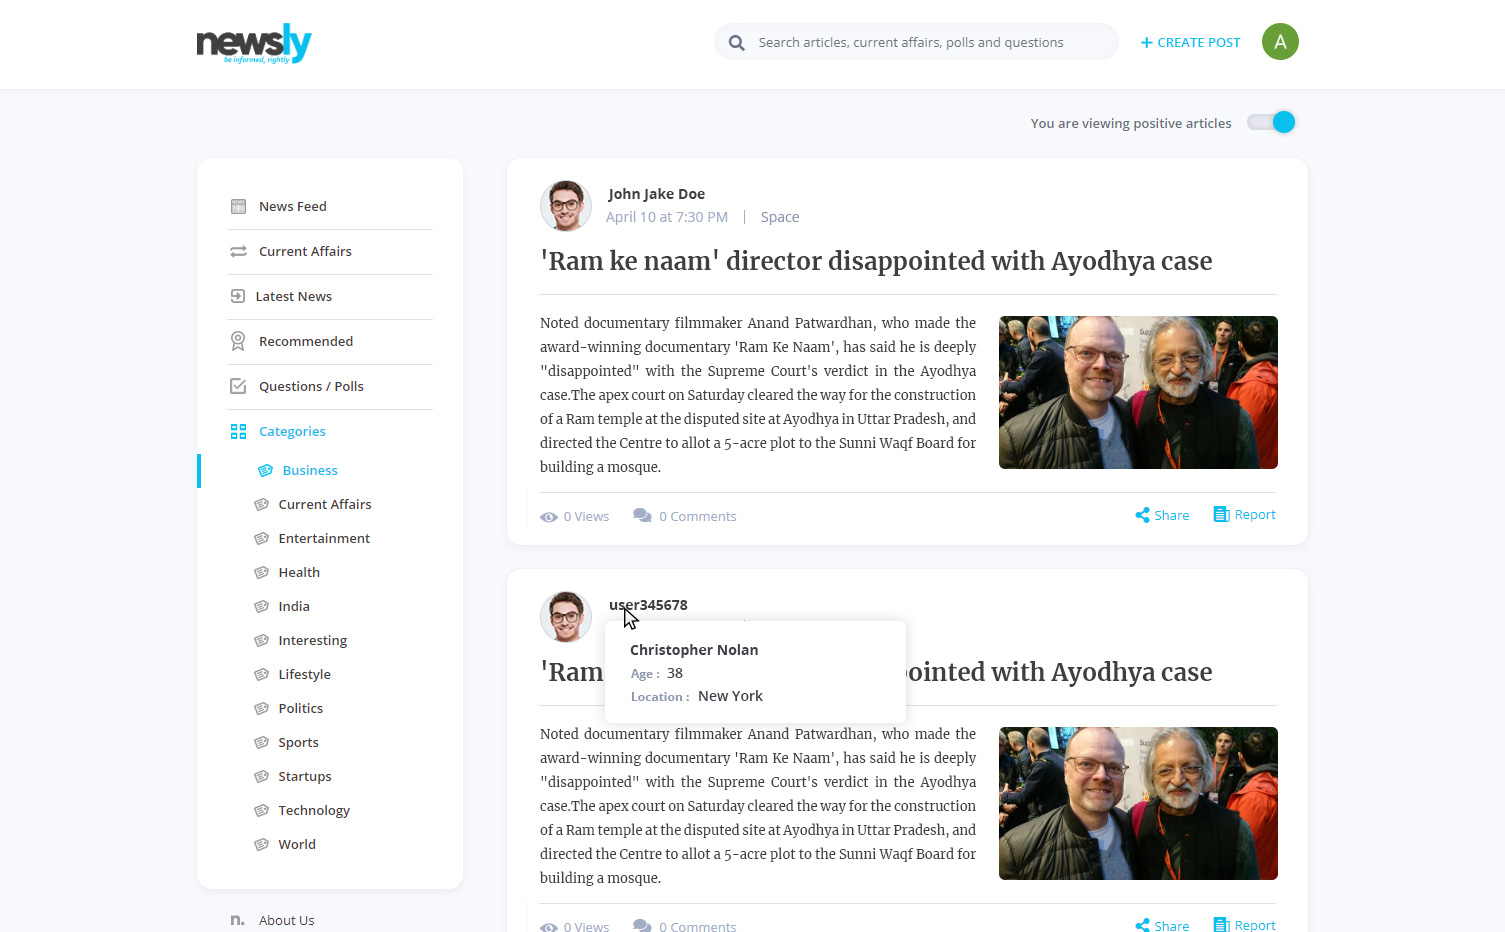 newsly
be informed, rightly
Search articles, current affairs, polls and questions
+ CREATE POST
A
You are viewing positive articles
News Feed
Current Affairs
Latest News
Recommended
Questions / Polls
Categories
Business
Current Affairs
Entertainment
Health
India
Interesting
Lifestyle
Politics
Sports
Startups
Technology
World
n. About Us
John Jake Doe
April 10 at 7:30 PM | Space
'Ram ke naam' director disappointed with Ayodhya case
Noted documentary filmmaker Anand Patwardhan, who made the
award-winning documentary 'Ram Ke Naam', has said he is deeply
"disappointed" with the Supreme Court's verdict in the Ayodhya
case.The apex court on Saturday cleared the way for the construction
of a Ram temple at the disputed site at Ayodhya in Uttar Pradesh, and
directed the Centre to allot a 5-acre plot to the Sunni Waqf Board for
building a mosque.
0 Views 0 Comments Share Report
user345678
Christopher Nolan
Age : 38
Location : New York
'Ram pointed with Ayodhya case
Noted documentary filmmaker Anand Patwardhan, who made the
award-winning documentary 'Ram Ke Naam', has said he is deeply
"disappointed" with the Supreme Court's verdict in the Ayodhya
case.The apex court on Saturday cleared the way for the construction
of a Ram temple at the disputed site at Ayodhya in Uttar Pradesh, and
directed the Centre to allot a 5-acre plot to the Sunni Waqf Board for
building a mosque.
0 Views 0 Comments Share Report